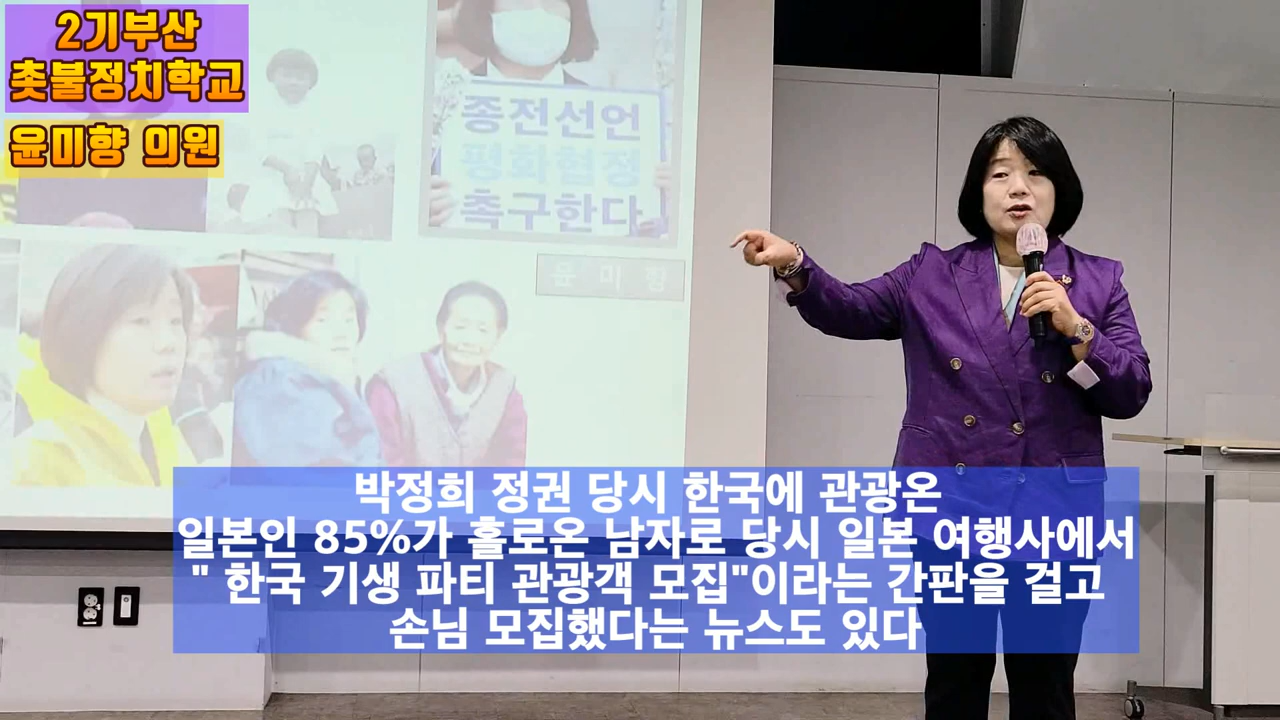 2기부산
촛불정치학교
윤미향 의원
종전선언
평화협정
촉구한다
윤 미 향
박정희 정권 당시 한국에 관광온
일본인 85%가 홀로온 남자로 당시 일본 여행사에서
" 한국 기생 파티 관광객 모집"이라는 간판을 걸고
손님 모집했다는 뉴스도 있다